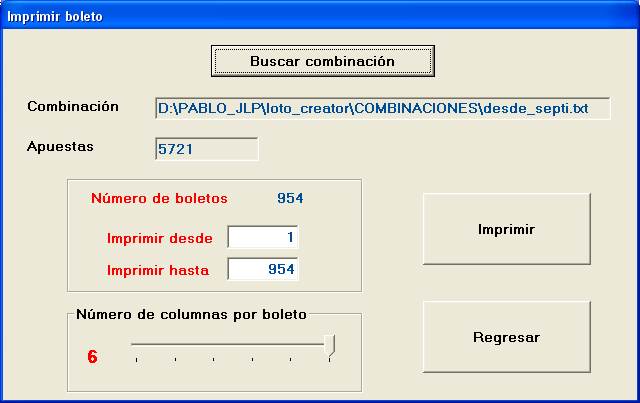 Imprimir boleto
Buscar combinación
Combinación D:\PABLO_JLP\loto_creator\COMBINACIONES\desde_septi.txt
Apuestas 5721
Número de boletos 954
Imprimir desde 1
Imprimir hasta 954
Imprimir
Número de columnas por boleto
6
Regresar